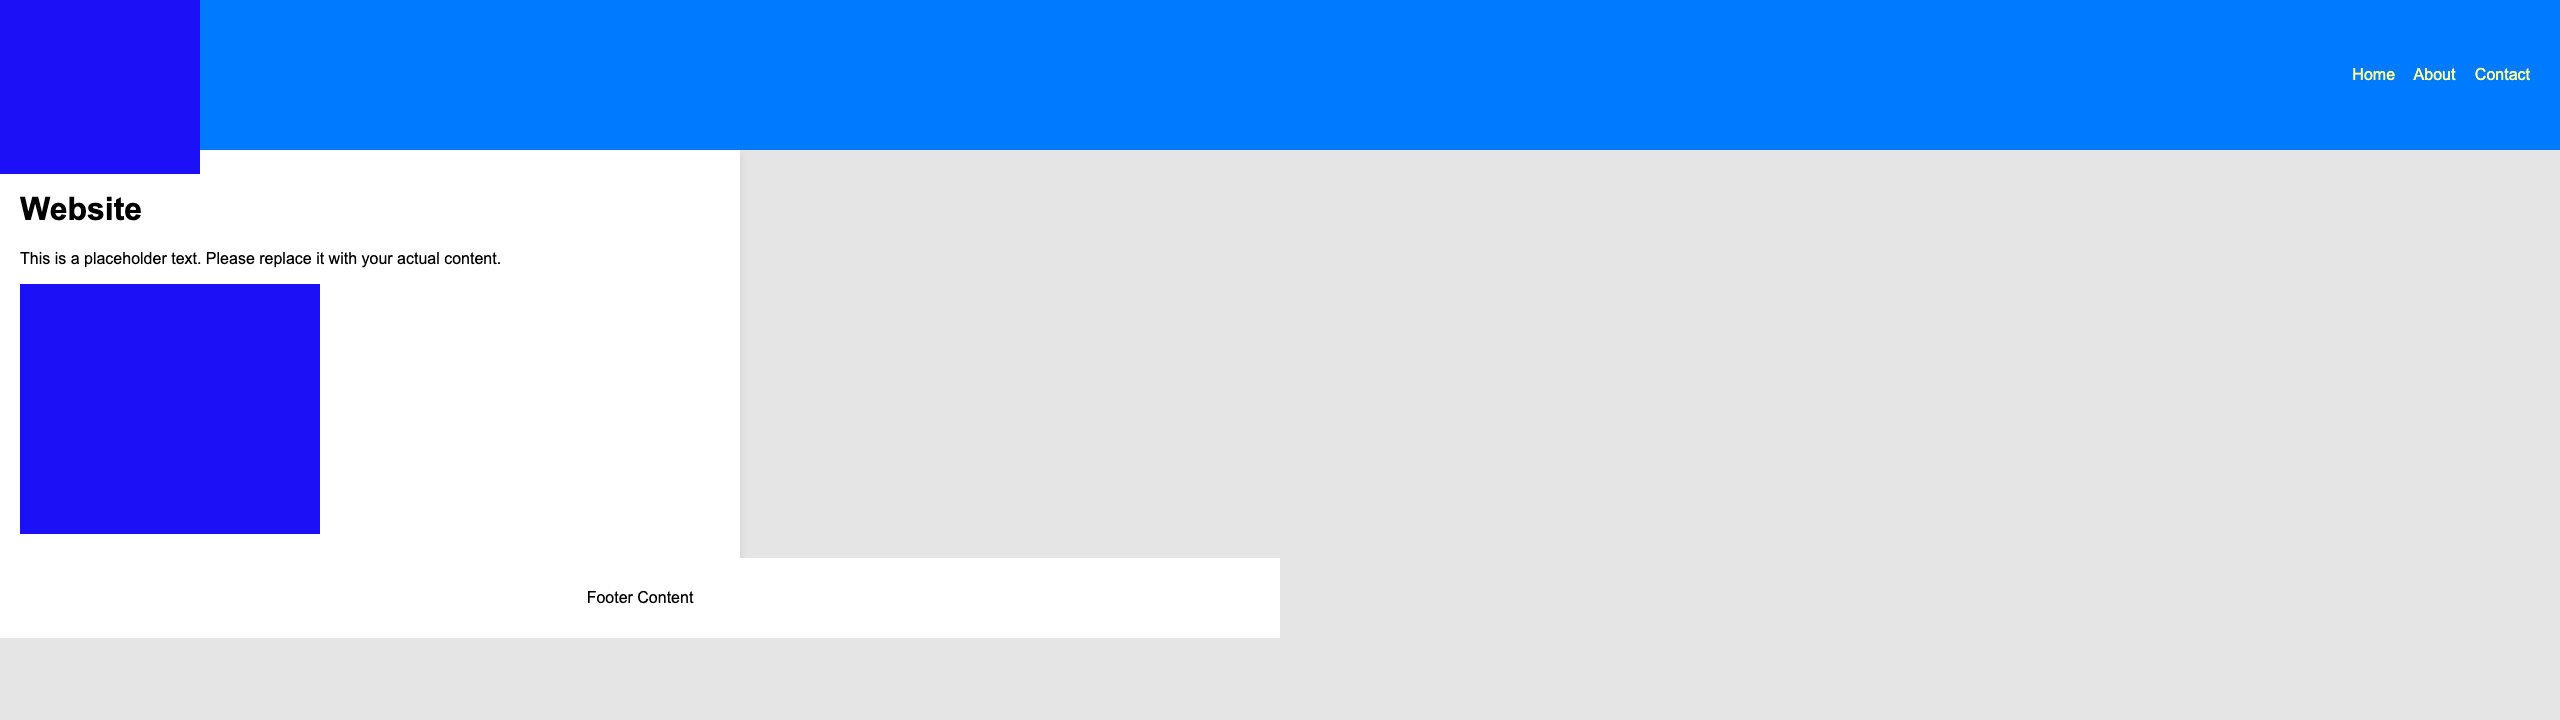 Home About Contact
Website
This is a placeholder text. Please replace it with your actual content.
Footer Content